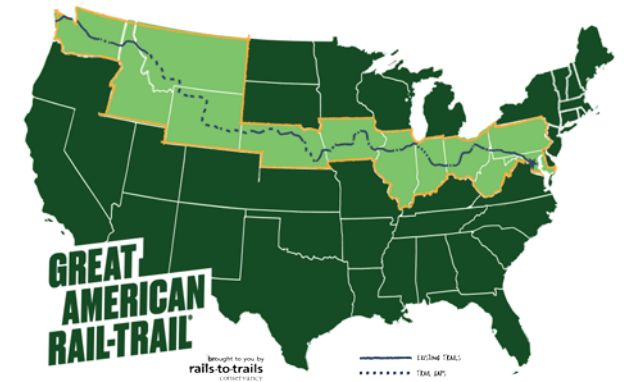 GREAT
AMERICAN
RAIL-TRAIL®
brought to you by
rails·to·trails
conservancy
EXISTING TRAILS
TRAIL GAPS